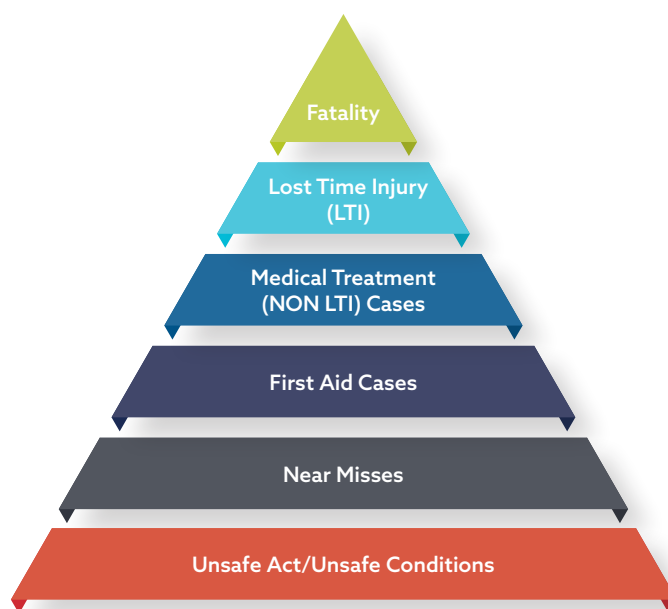 Fatality
Lost Time Injury
(LTI)
Medical Treatment
(NON LTI) Cases
First Aid Cases
Near Misses
Unsafe Act/Unsafe Conditions